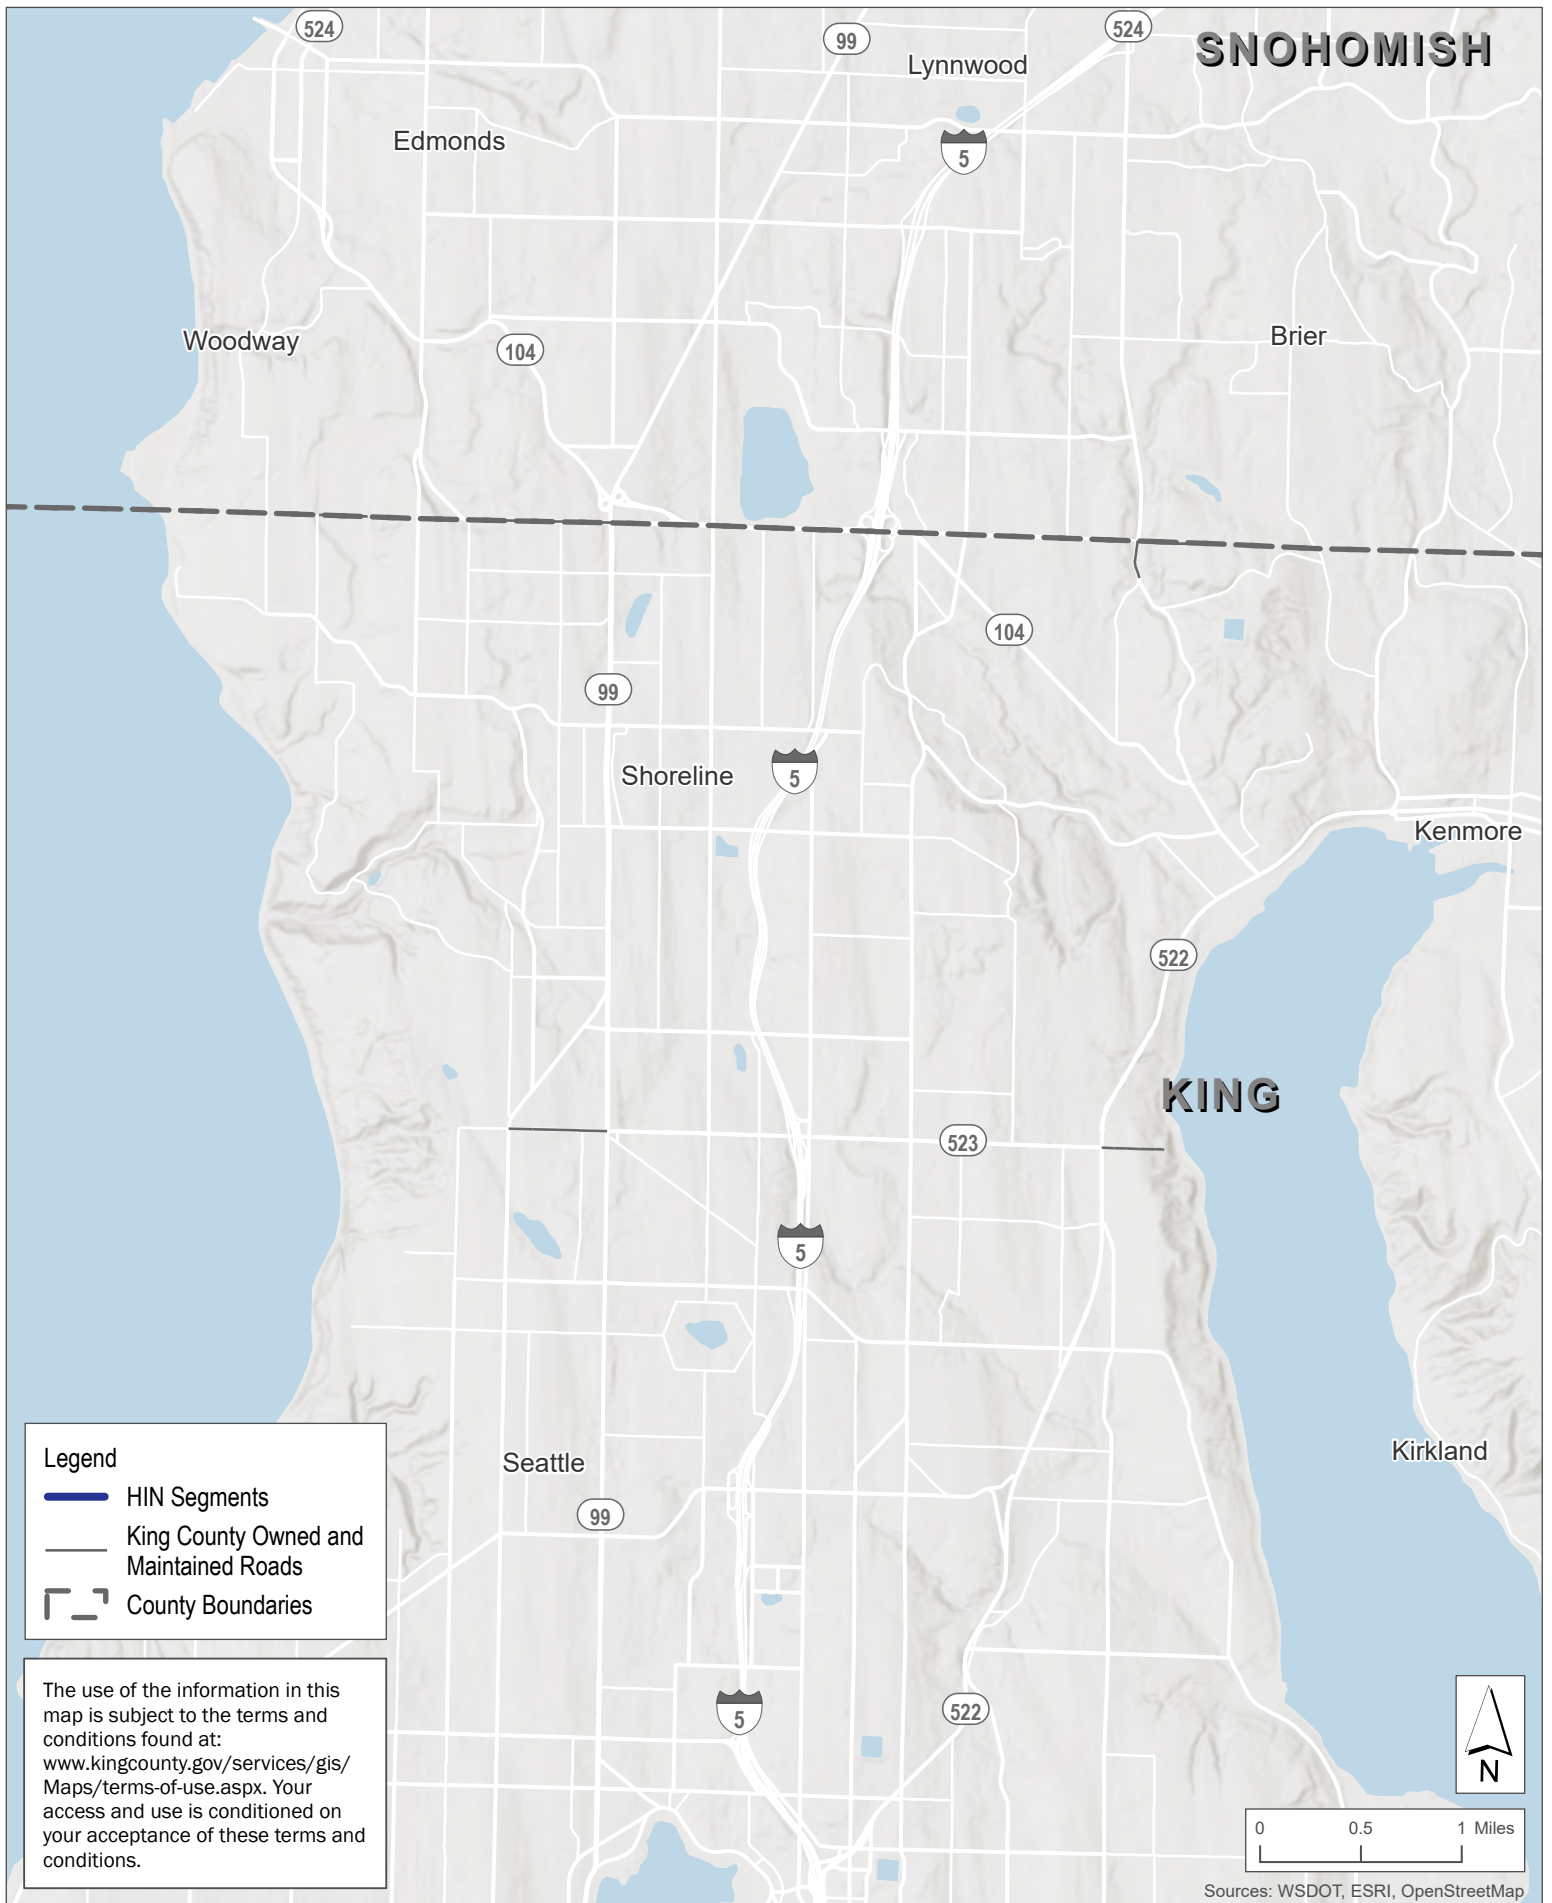 524
99
524
SNOHOMISH
Lynnwood
Edmonds
5
Woodway
Brier
104
104
99
Shoreline
5
Kenmore
522
KING
523
5
Legend
HIN Segments
King County Owned and
Maintained Roads
County Boundaries
Seattle
Kirkland
99
The use of the information in this
map is subject to the terms and
conditions found at:
www.kingcounty.gov/services/gis/
Maps/terms-of-use.aspx. Your
access and use is conditioned on
your acceptance of these terms and
conditions.
5
522
N
0 0.5 1 Miles
Sources: WSDOT, ESRI, OpenStreetMap